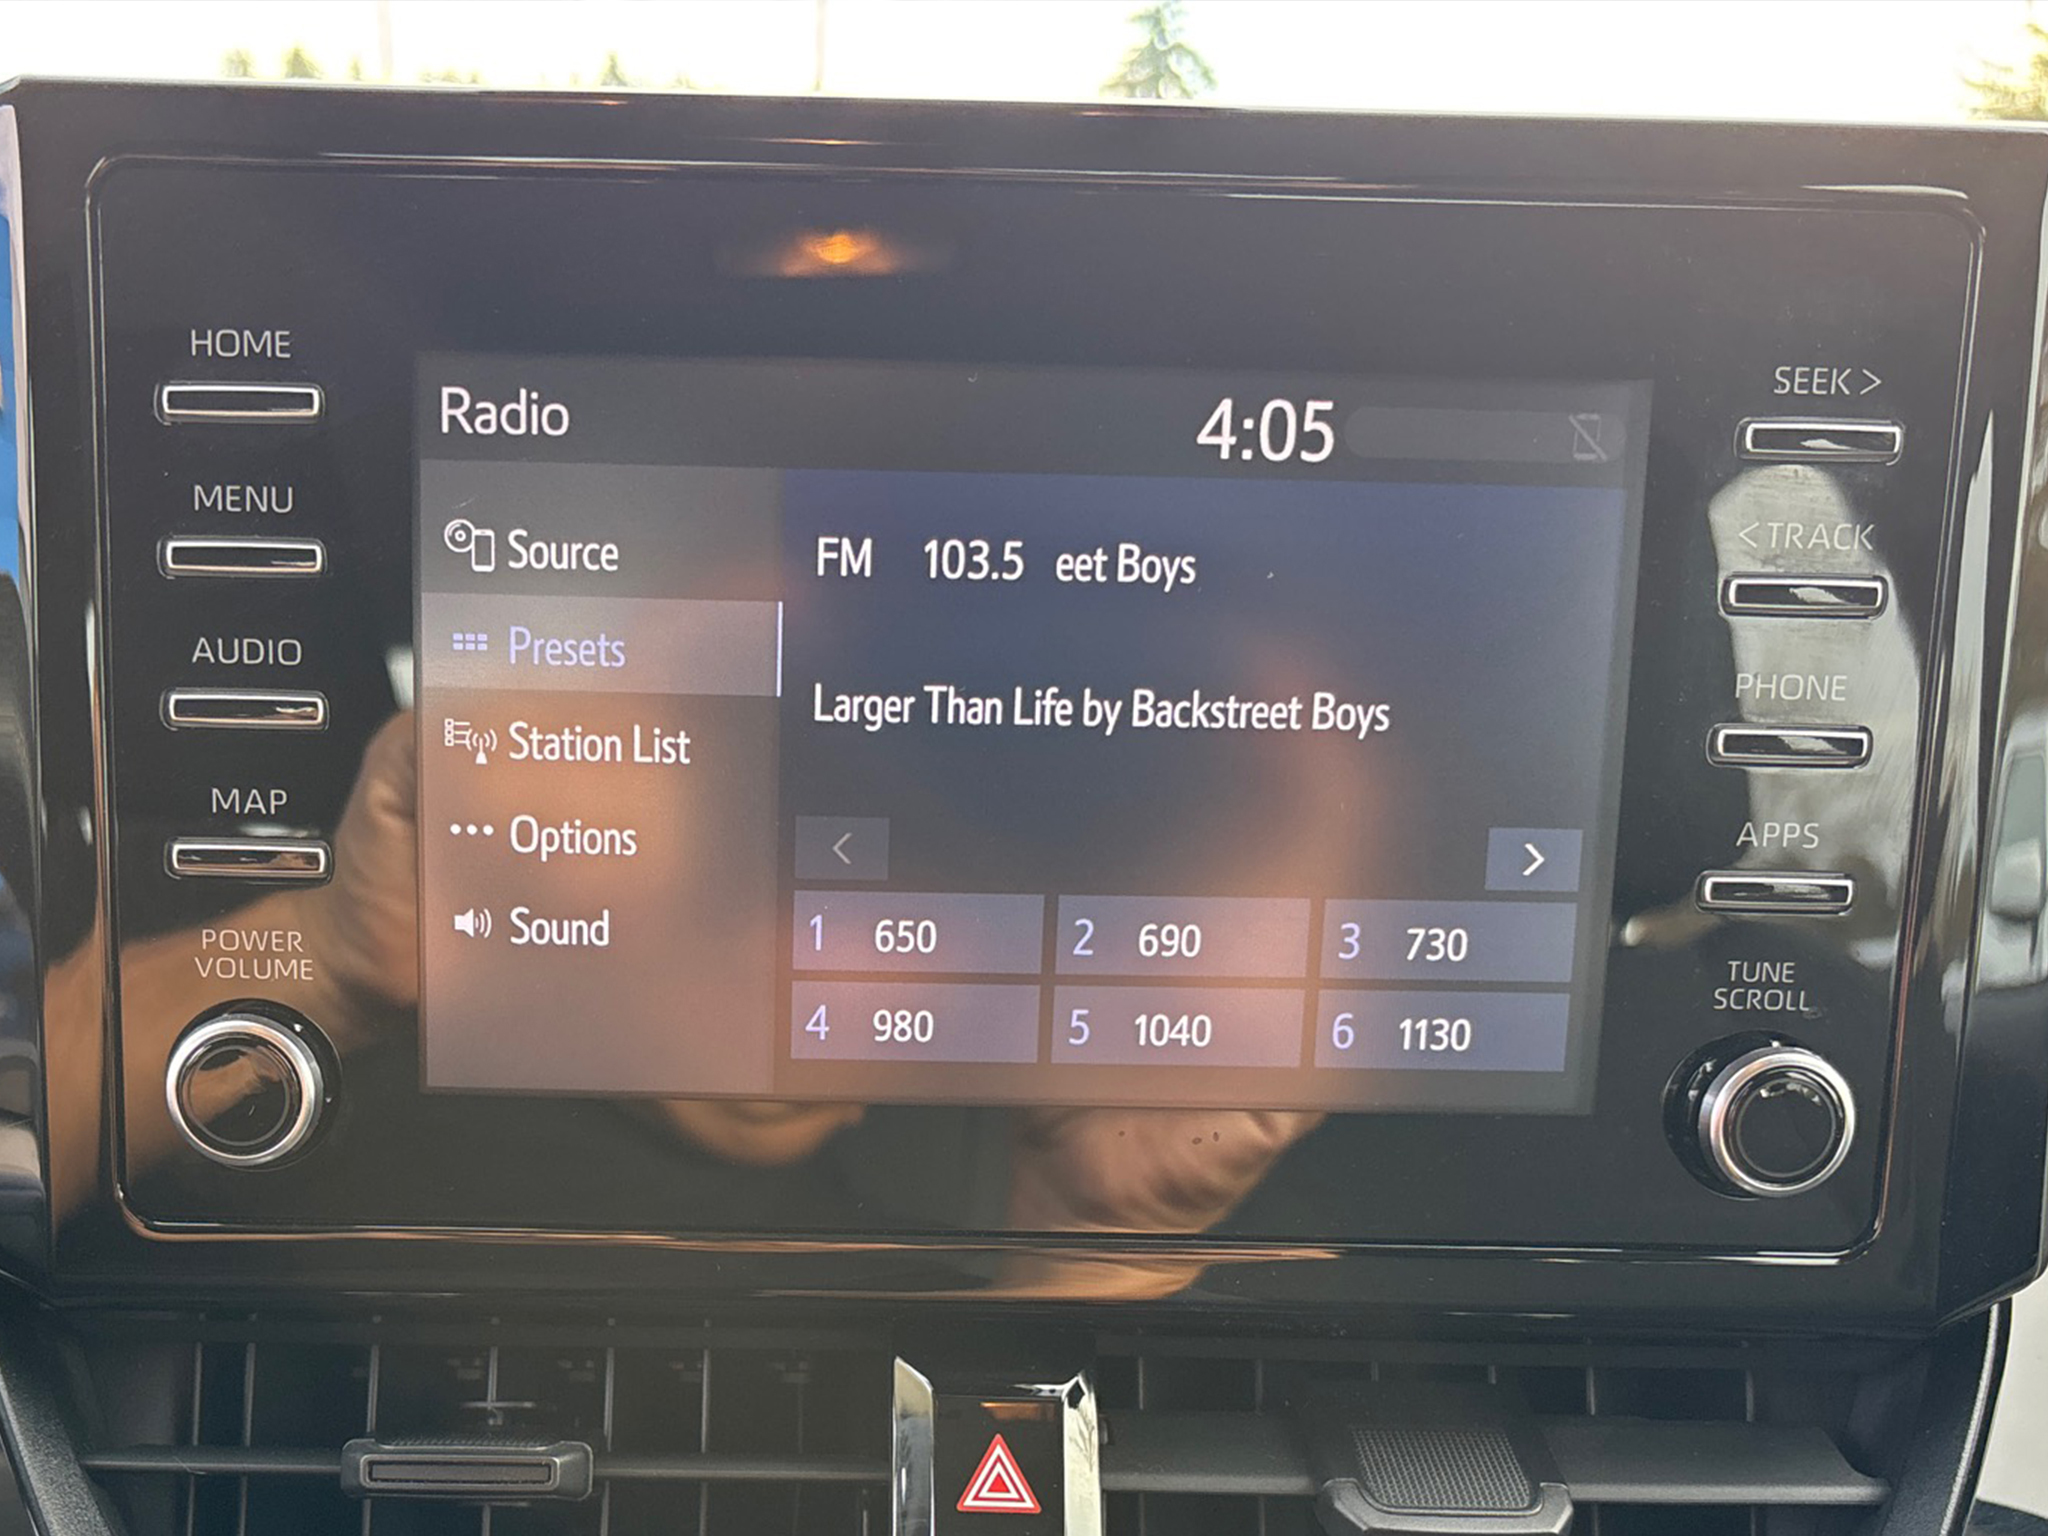 HOME
MENU
AUDIO
MAP
POWER
VOLUME
Radio
4:05
Source
Presets
Station List
Options
Sound
FM 103.5 eet Boys
Larger Than Life by Backstreet Boys
<
>
1 650 2 690 3 730
4 980 5 1040 6 1130
SEEK >
< TRACK
PHONE
APPS
TUNE
SCROLL